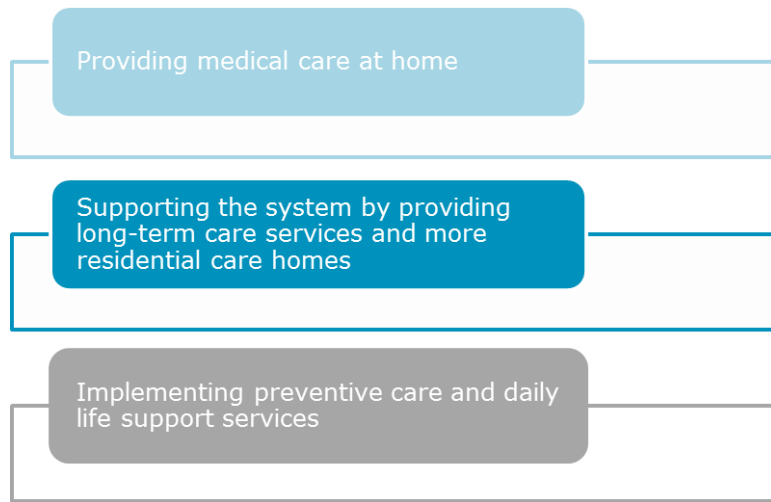 Providing medical care at home
Supporting the system by providing
long-term care services and more
residential care homes
Implementing preventive care and daily
life support services